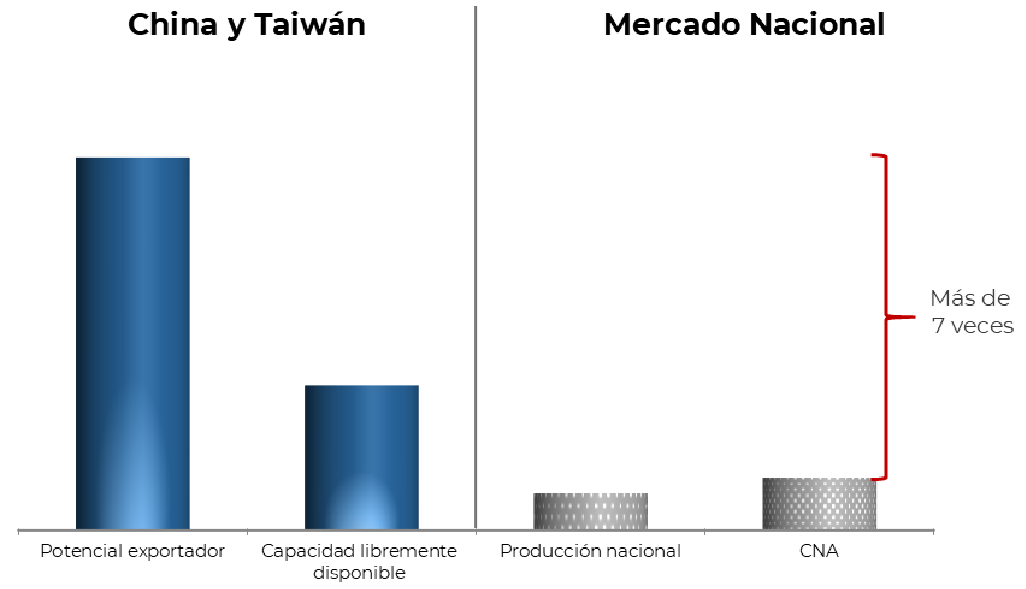 China y Taiwán
Mercado Nacional
Más de
7 veces
Potencial exportador
Capacidad libremente
disponible
Producción nacional
CNA